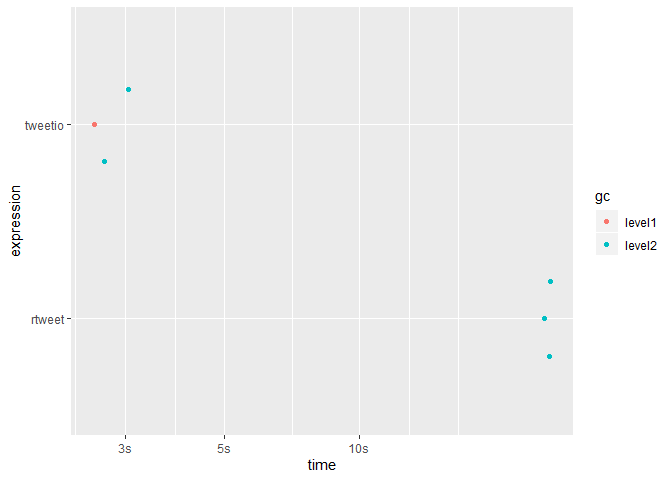 tweetio
rtweet
expression
3s
5s
10s
time
gc
level1
level2